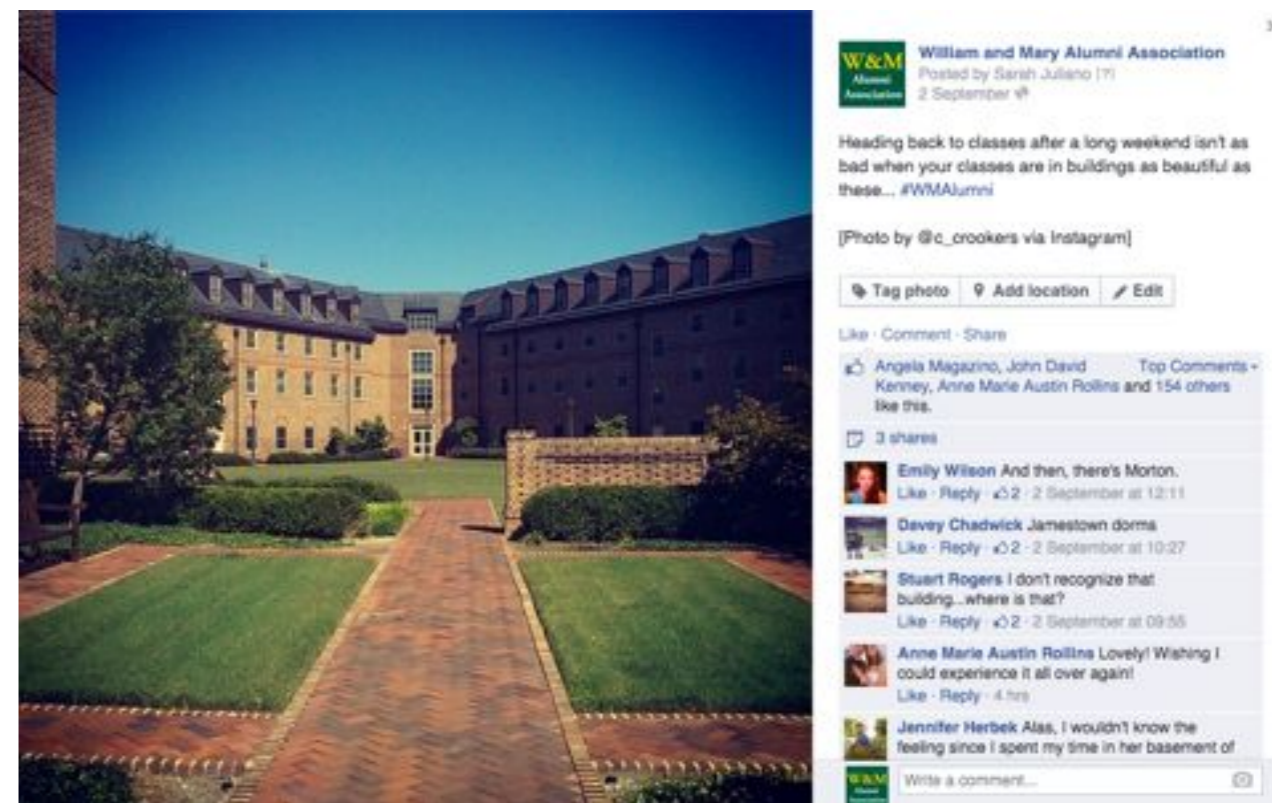 W&M
Alumni
Association
William and Mary Alumni Association
Posted by Sarah Juliano [?]
2 September
Heading back to classes after a long weekend isn't as
bad when your classes are in buildings as beautiful as
these... #WMAlumni
[Photo by @c_crookers via Instagram]
Tag photo Add location Edit
Like · Comment · Share
Angela Magazino, John David Top Comments
Kenney, Anne Marie Austin Rollins and 154 others
like this.
3 shares
Emily Wilson And then, there's Morton.
Like · Reply · 2 · 2 September at 12:11
Davey Chadwick Jamestown dorms
Like · Reply · 2 · 2 September at 10:27
Stuart Rogers I don't recognize that
building...where is that?
Like · Reply · 2 · 2 September at 09:55
Anne Marie Austin Rollins Lovely! Wishing I
could experience it all over again!
Like · Reply · 4 hrs
Jennifer Herbek Alas, I wouldn't know the
feeling since I spent my time in her basement of
W&M
Alumni
Association
Write a comment...